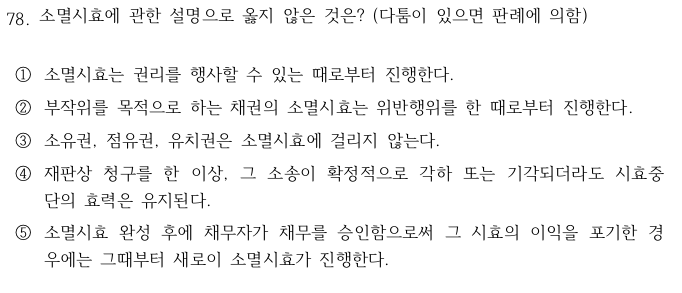 78. 소멸시효에 관한 설명으로 옳지 않은 것은? (다툼이 있으면 판례에 의함)
① 소멸시효는 권리를 행사할 수 있는 때로부터 진행한다.
② 부작위를 목적으로 하는 채권의 소멸시효는 위반행위를 한 때로부터 진행한다.
③ 소유권, 점유권, 유치권은 소멸시효에 걸리지 않는다.
④ 재판상 청구를 한 이상, 그 소송이 확정적으로 각하 또는 기각되더라도 시효중
단의 효력은 유지된다.
⑤ 소멸시효 완성 후에 채무자가 채무를 승인함으로써 그 시효의 이익을 포기한 경
우에는 그때부터 새로이 소멸시효가 진행한다.